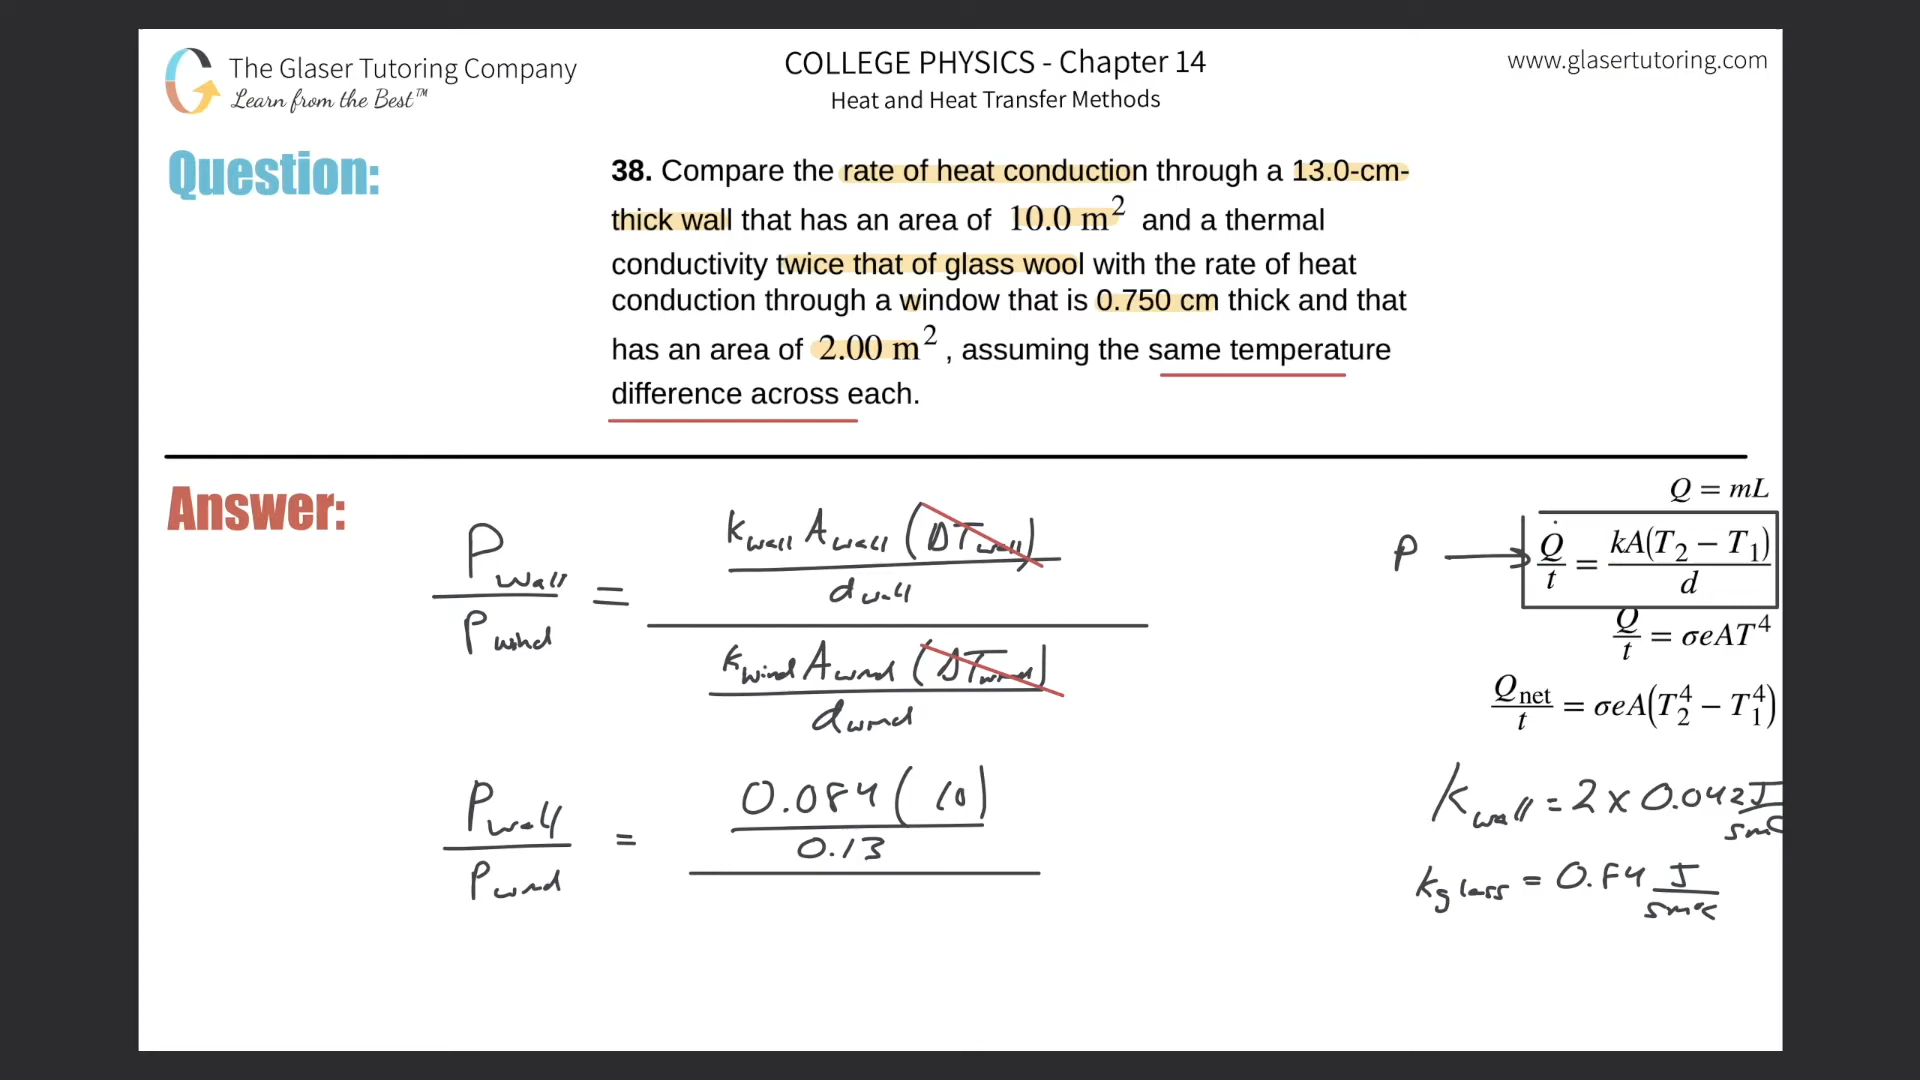 The Glaser Tutoring Company
Learn from the Best™
COLLEGE PHYSICS - Chapter 14
Heat and Heat Transfer Methods
www.glasertutoring.com
Question:
38. Compare the rate of heat conduction through a 13.0-cm-
thick wall that has an area of 10.0 m² and a thermal
conductivity twice that of glass wool with the rate of heat
conduction through a window that is 0.750 cm thick and that
has an area of 2.00 m², assuming the same temperature
difference across each.
Answer:
P_wall / P_wind = (k_wall A_wall (ΔT_wall) / d_wall) / (k_wind A_wind (ΔT_wind) / d_wind)
P_wall / P_wind = 0.084 (10) / 0.13
Q = mL
P → Q/t = kA(T₂ − T₁)/d
Q/t = σeAT⁴
Q_net/t = σeA(T₂⁴ − T₁⁴)
k_wall = 2 x 0.042 J / sm°C
k_glass = 0.84 J / sm°C